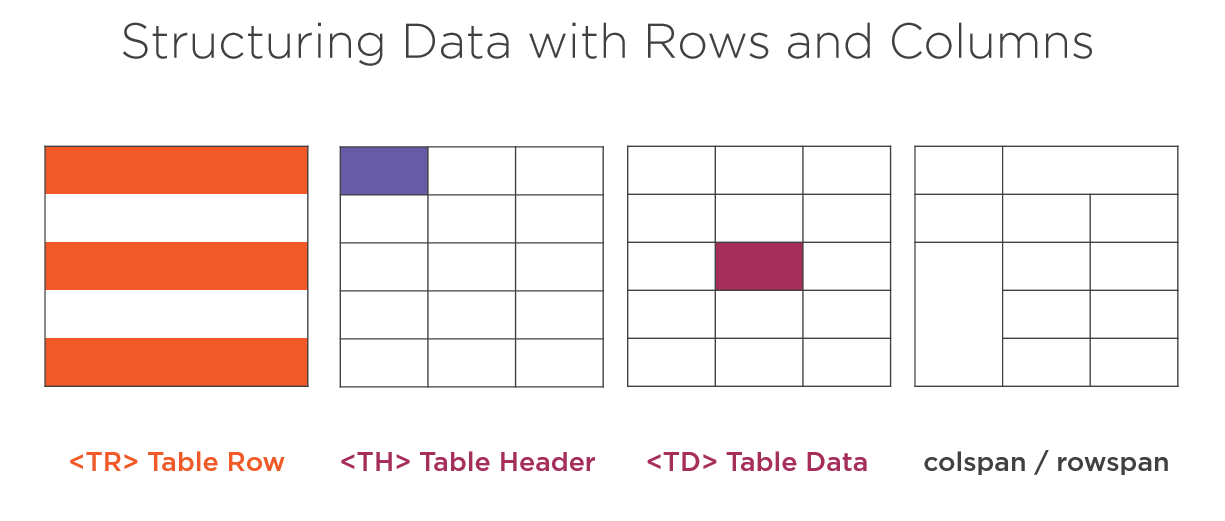 Structuring Data with Rows and Columns
<TR> Table Row
<TH> Table Header
<TD> Table Data
colspan / rowspan